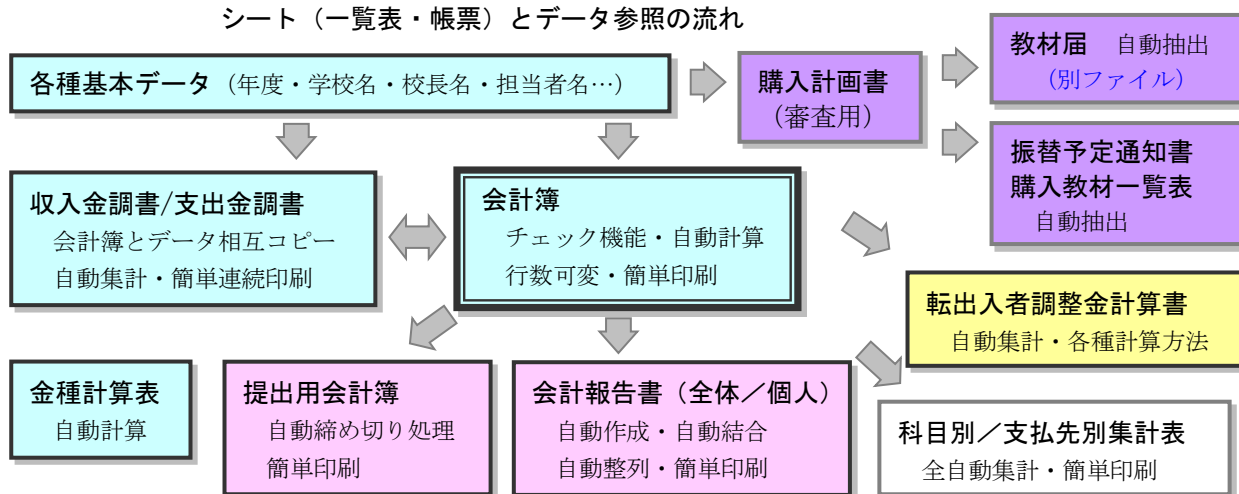 シート（一覧表・帳票）とデータ参照の流れ
各種基本データ（年度・学校名・校長名・担当者名…）
購入計画書
（審査用）
教材届　自動抽出
（別ファイル）
振替予定通知書
購入教材一覧表
自動抽出
収入金調書/支出金調書
会計簿とデータ相互コピー
自動集計・簡単連続印刷
会計簿
チェック機能・自動計算
行数可変・簡単印刷
転出入者調整金計算書
自動集計・各種計算方法
金種計算表
自動計算
提出用会計簿
自動締め切り処理
簡単印刷
会計報告書（全体／個人）
自動作成・自動結合
自動整列・簡単印刷
科目別／支払先別集計表
全自動集計・簡単印刷